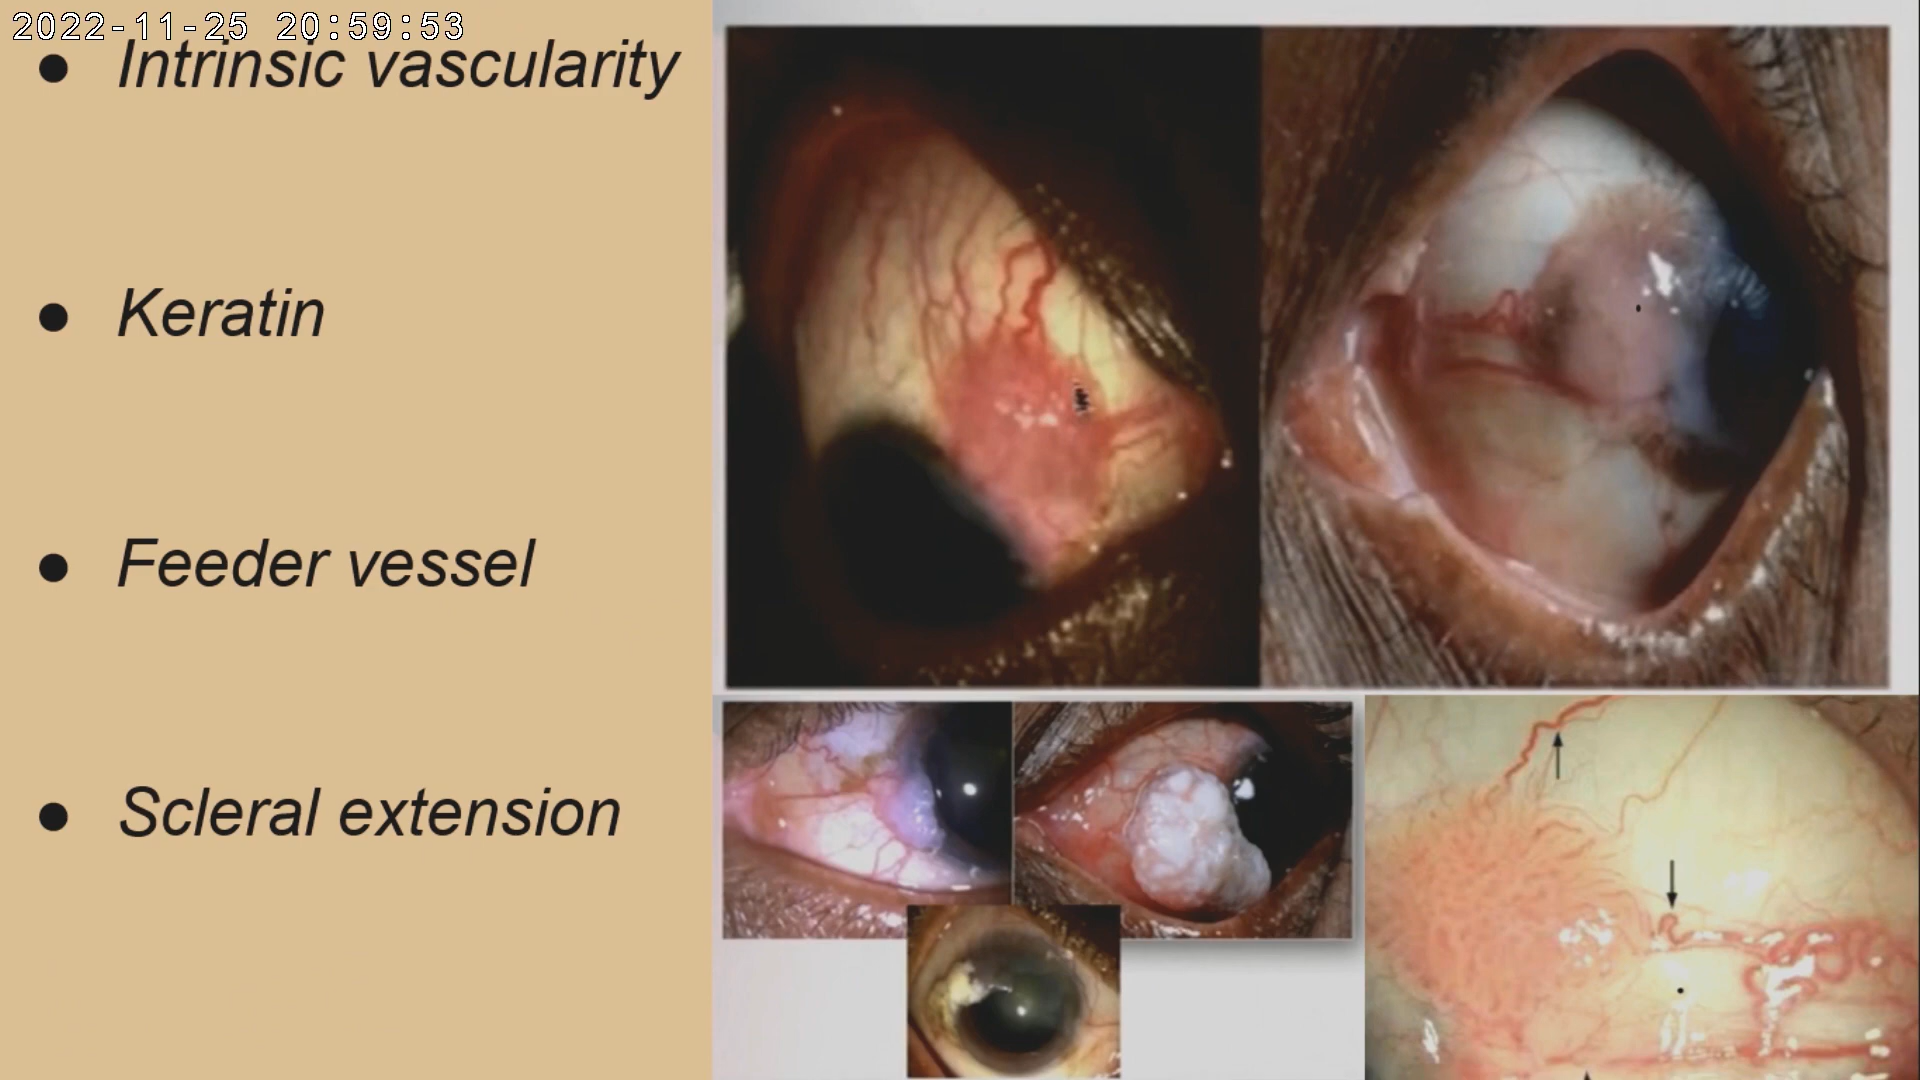 2022-11-25 20:59:53
• Intrinsic vascularity
• Keratin
• Feeder vessel
• Scleral extension